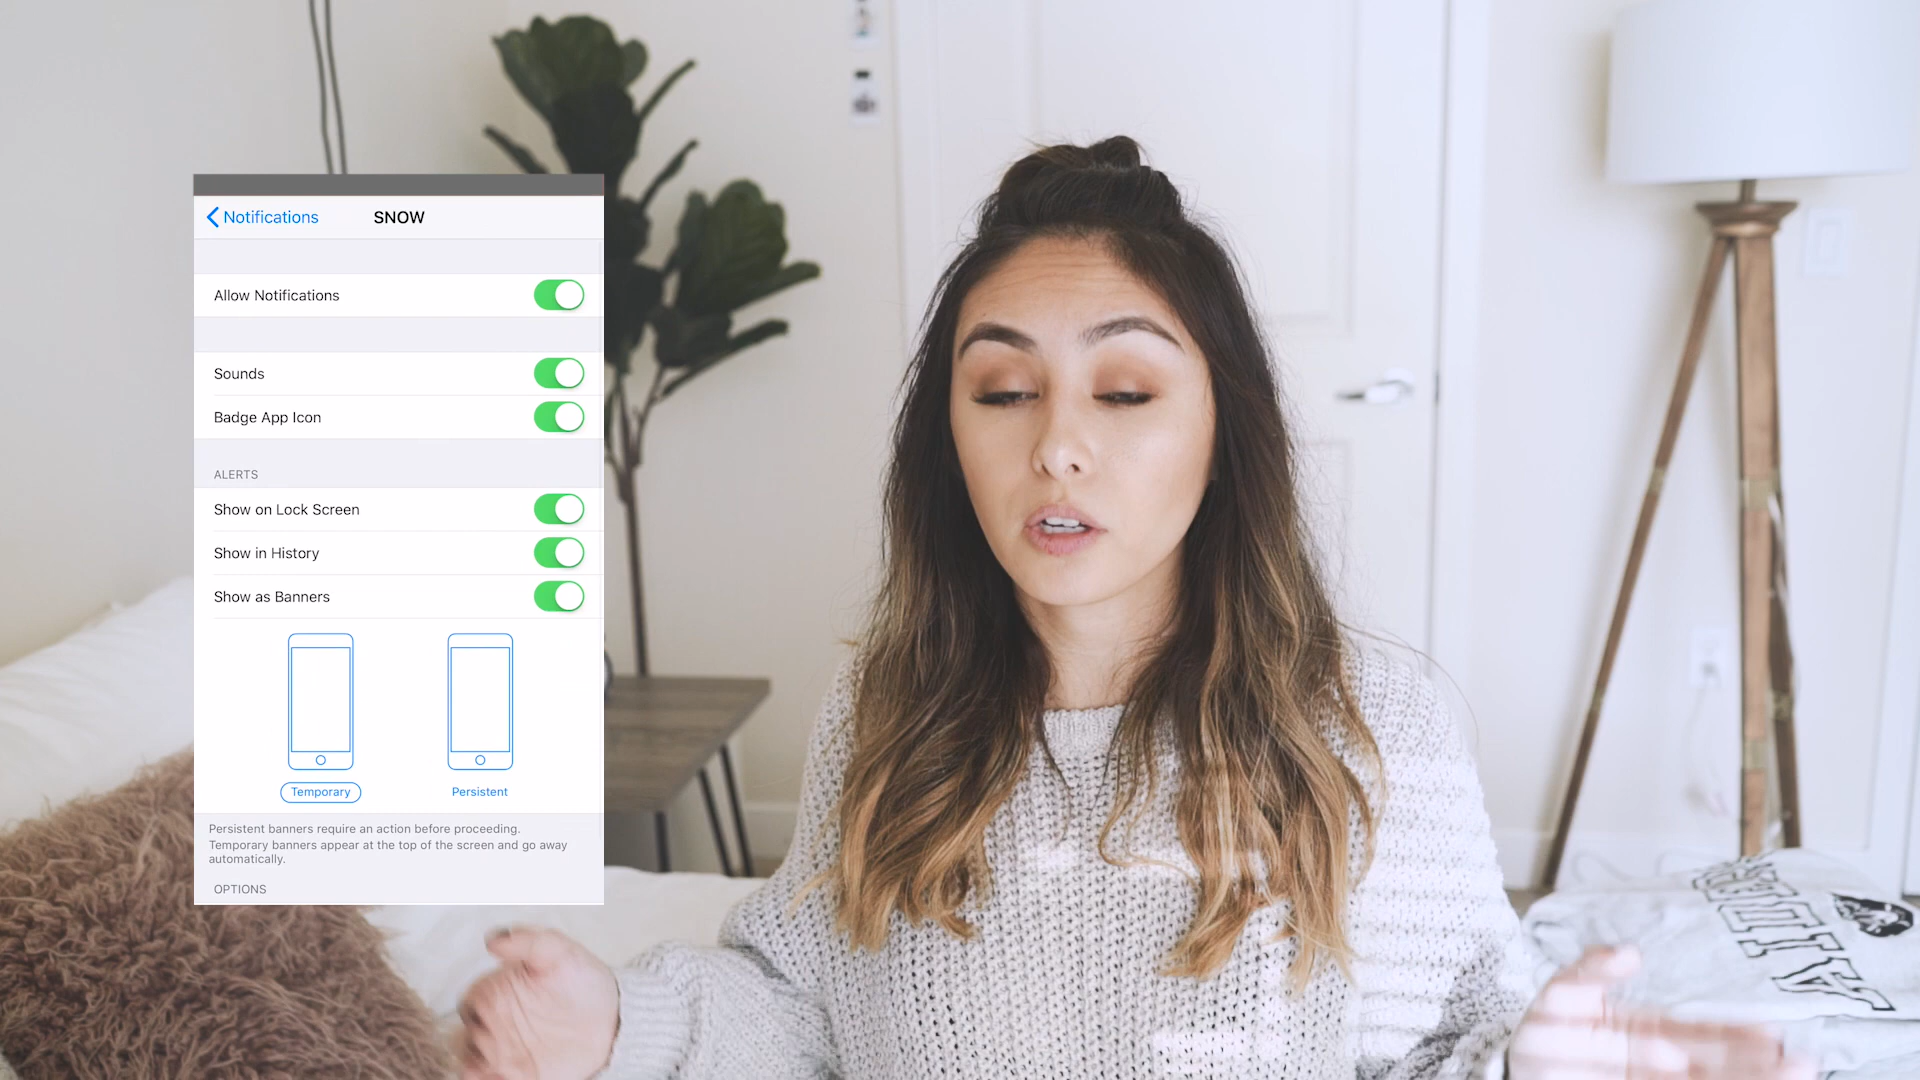 Notifications
SNOW
Allow Notifications
Sounds
Badge App Icon
ALERTS
Show on Lock Screen
Show in History
Show as Banners
Temporary
Persistent
Persistent banners require an action before proceeding.
Temporary banners appear at the top of the screen and go away
automatically.
OPTIONS